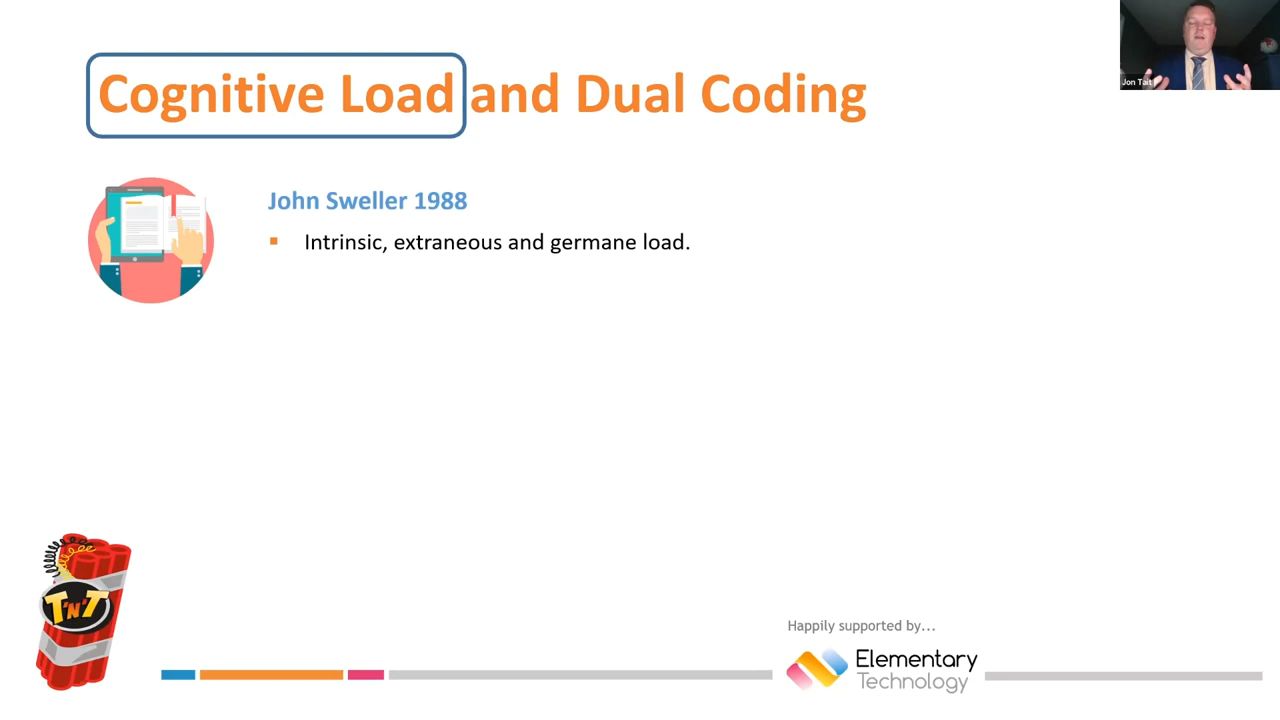 Cognitive Load and Dual Coding
Jon Tait
John Sweller 1988
▪ Intrinsic, extraneous and germane load.
T'N'T
Happily supported by...
Elementary
Technology